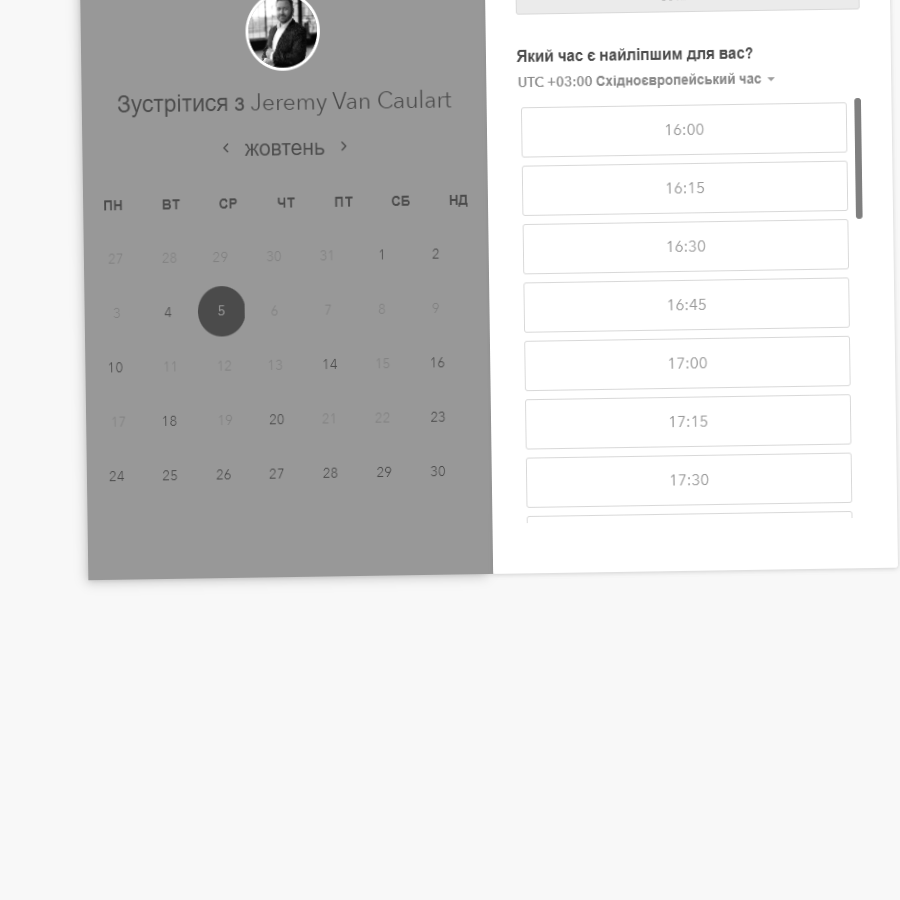 Зустрітися з Jeremy Van Caulart
‹ жовтень ›
ПН ВТ СР ЧТ ПТ СБ НД
27 28 29 30 31 1 2
3 4 5 6 7 8 9
10 11 12 13 14 15 16
17 18 19 20 21 22 23
24 25 26 27 28 29 30
Який час є найліпшим для вас?
UTC +03:00 Східноєвропейський час
16:00
16:15
16:30
16:45
17:00
17:15
17:30